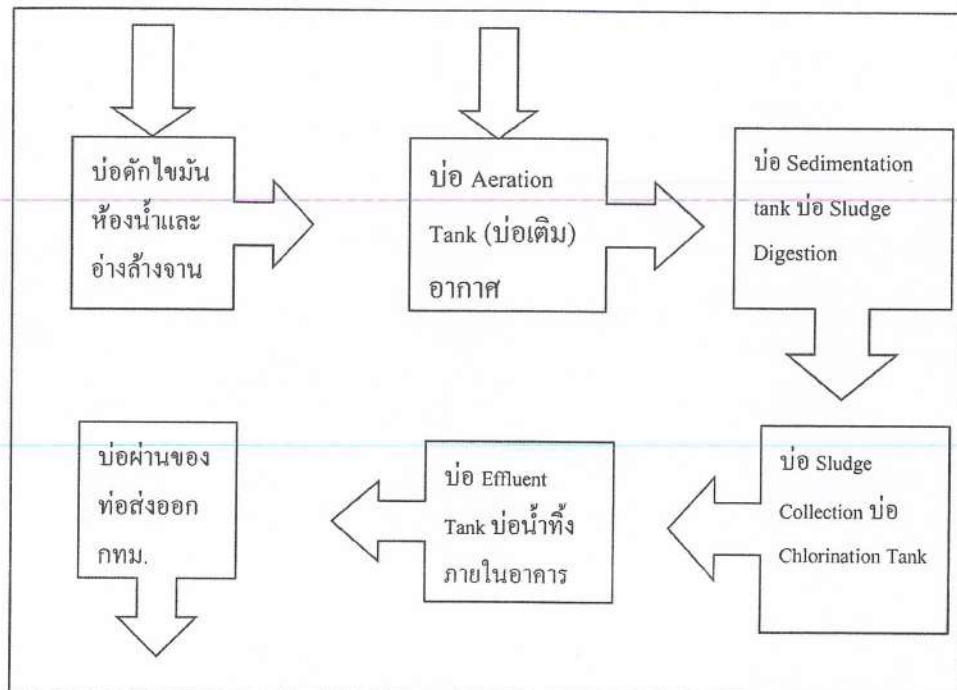 บ่อดักไขมัน
ห้องน้ำและ
อ่างล้างจาน
บ่อ Aeration
Tank (บ่อเติม)
อากาศ
บ่อ Sedimentation
tank บ่อ Sludge
Digestion
บ่อ Sludge
Collection บ่อ
Chlorination Tank
บ่อ Effluent
Tank บ่อน้ำทิ้ง
ภายในอาคาร
บ่อผ่านของ
ท่อส่งออก
กทม.